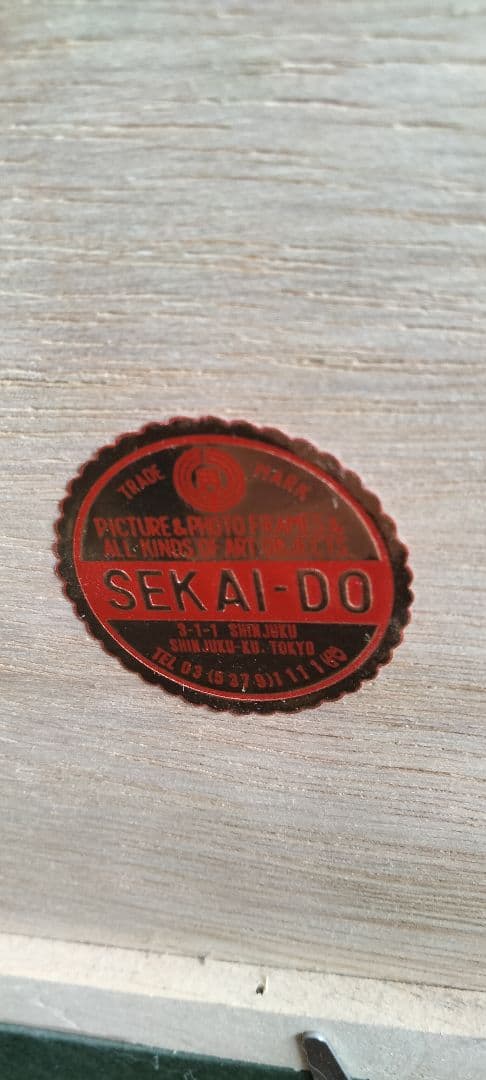 TRADE MARK
PICTURE & PHOTO FRAMES &
ALL KINDS OF ART OBJECTS
SEKAI-DO
3-1-1 SHINJUKU
SHINJUKU-KU. TOKYO
TEL 03 (5379) 1111